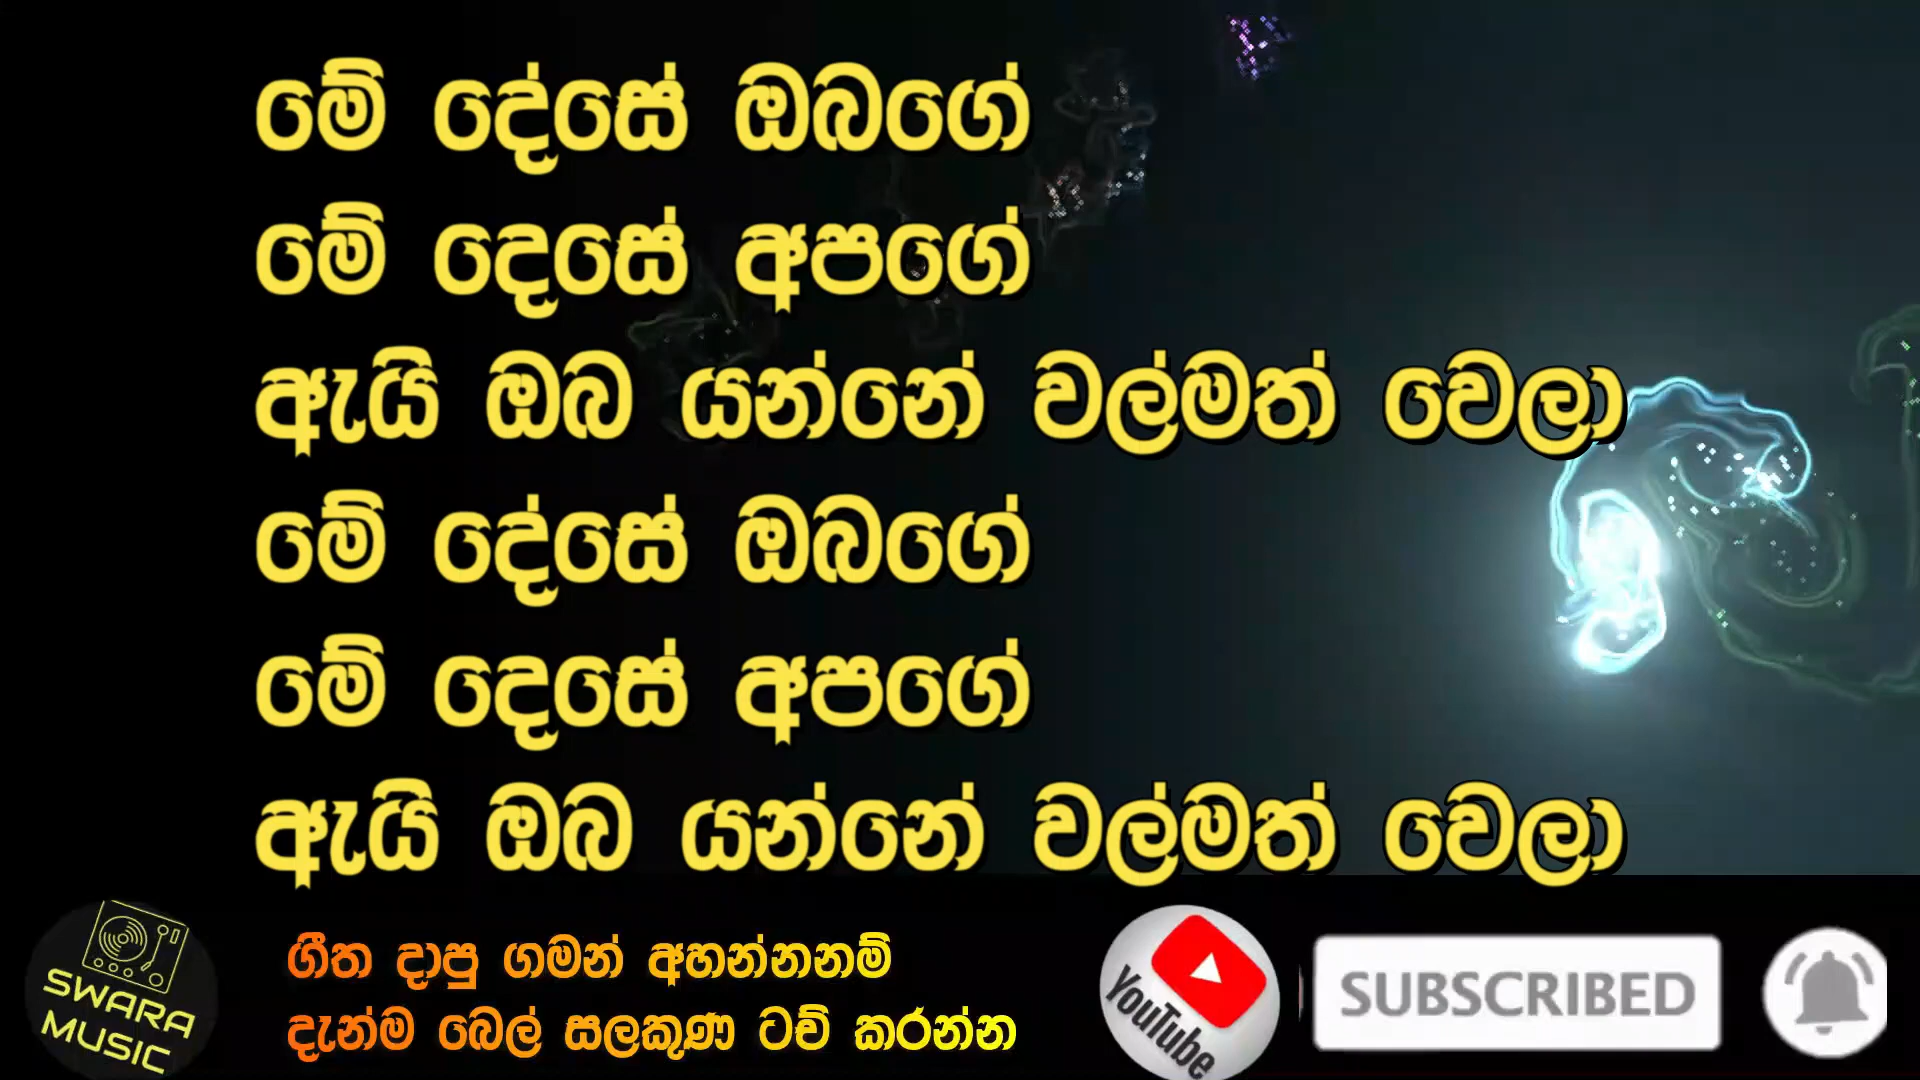 මේ දේසේ ඔබගේ
මේ දෙසේ අපගේ
ඇයි ඔබ යන්නේ වල්මත් වෙලා
මේ දේසේ ඔබගේ
මේ දෙසේ අපගේ
ඇයි ඔබ යන්නේ වල්මත් වෙලා
SWARA
MUSIC
ගීත දාපු ගමන් අහන්නනම්
දැන්ම බෙල් සලකුණ ටච් කරන්න
YouTube
SUBSCRIBED